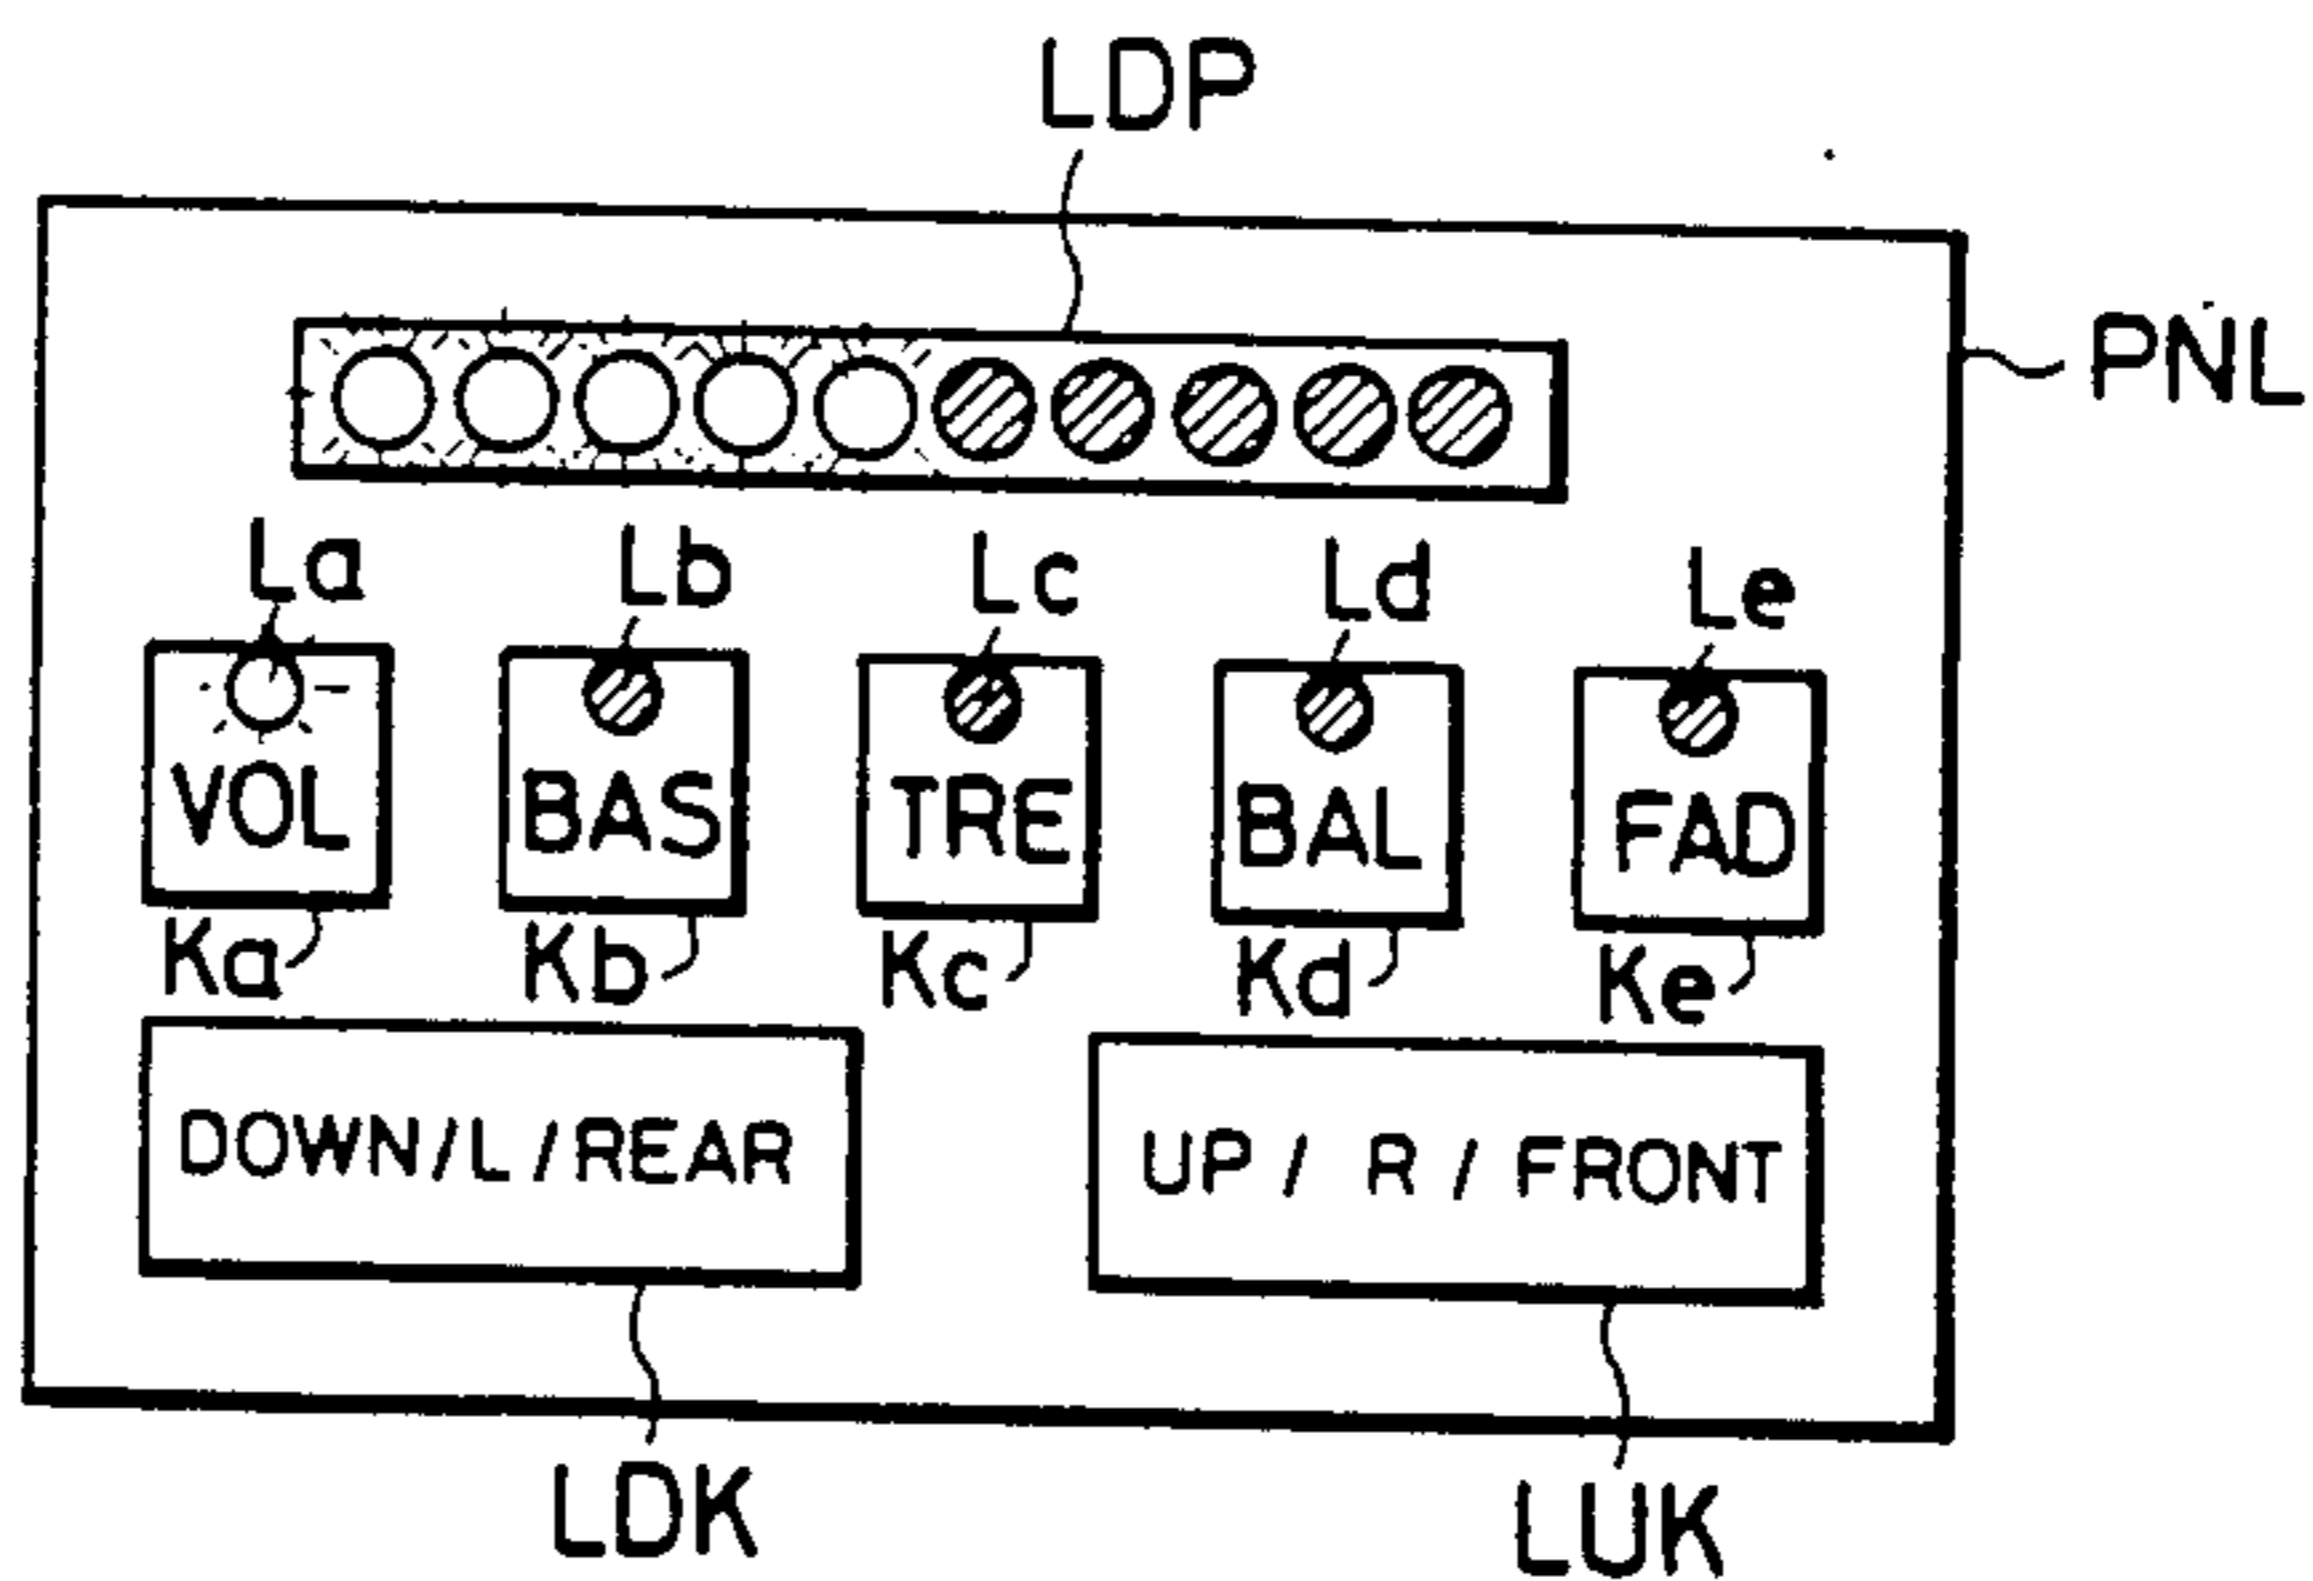 LDP
PNL
La Lb Lc Ld Le
VOL BAS TRE BAL FAD
Ka Kb Kc Kd Ke
DOWN/L/REAR UP / R / FRONT
LDK LUK